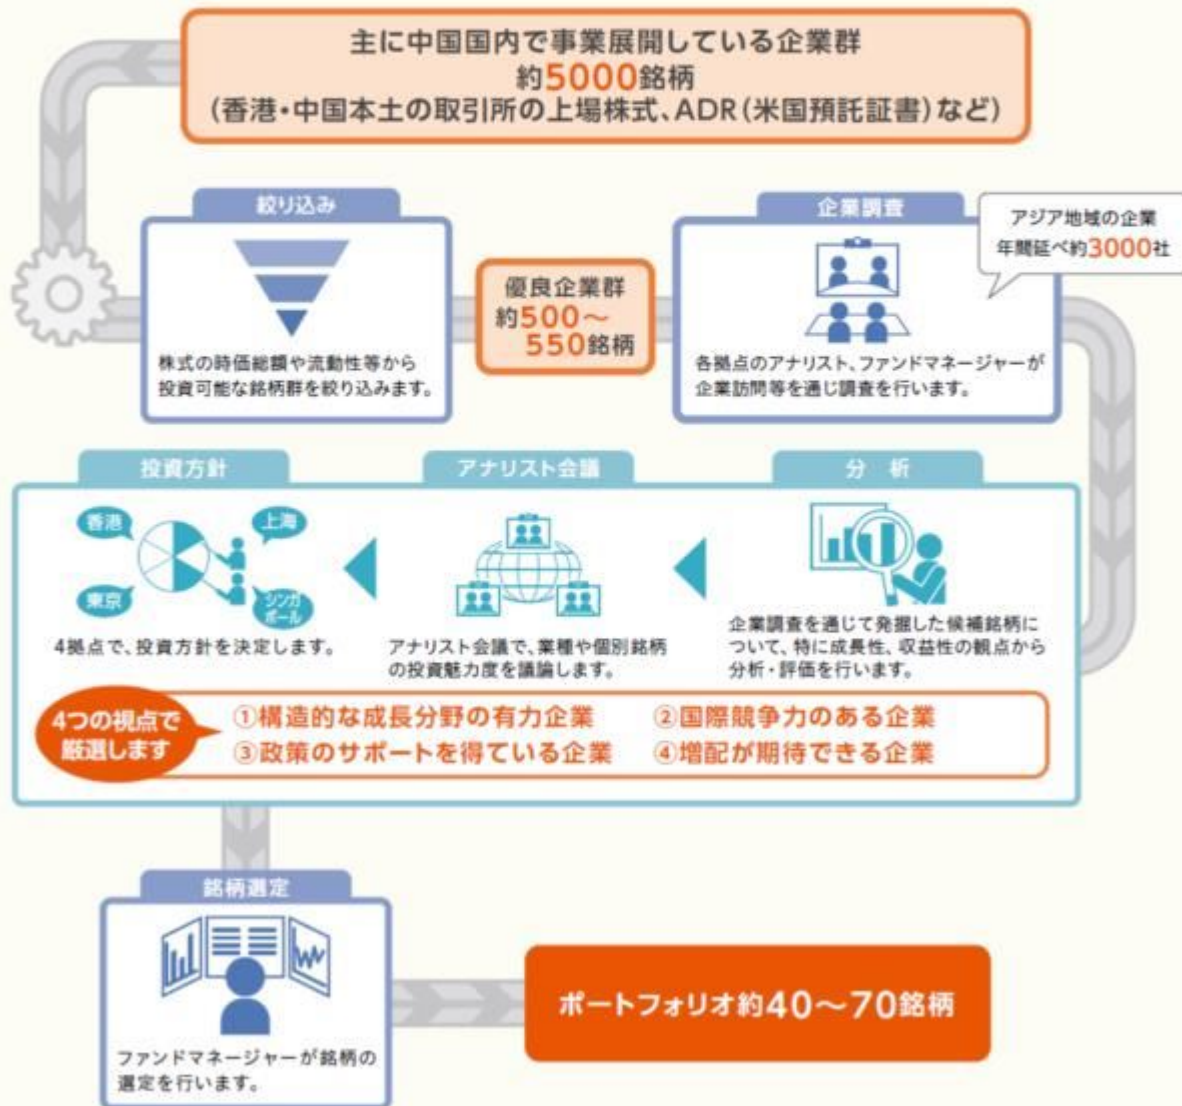 主に中国国内で事業展開している企業群
約5000銘柄
(香港・中国本土の取引所の上場株式、ADR(米国預託証書)など)
絞り込み
株式の時価総額や流動性等から
投資可能な銘柄群を絞り込みます。
優良企業群
約500〜
550銘柄
企業調査
アジア地域の企業
年間延べ約3000社
各拠点のアナリスト、ファンドマネージャーが
企業訪問等を通じ調査を行います。
分 析
企業調査を通じて発掘した候補銘柄に
ついて、特に成長性、収益性の観点から
分析・評価を行います。
アナリスト会議
アナリスト会議で、業種や個別銘柄
の投資魅力度を議論します。
投資方針
香港
上海
東京
シンガ
ポール
4拠点で、投資方針を決定します。
4つの視点で
厳選します
①構造的な成長分野の有力企業 ②国際競争力のある企業
③政策のサポートを得ている企業 ④増配が期待できる企業
銘柄選定
ファンドマネージャーが銘柄の
選定を行います。
ポートフォリオ約40〜70銘柄